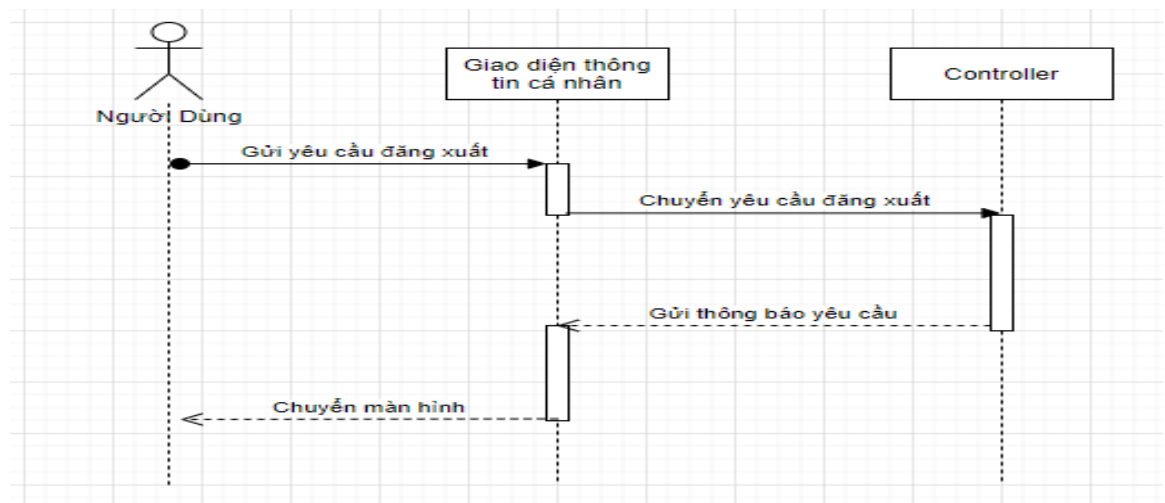 Giao diện thông
tin cá nhân
Controller
Người Dùng
Gửi yêu cầu đăng xuất
Chuyển yêu cầu đăng xuất
Gửi thông báo yêu cầu
Chuyển màn hình